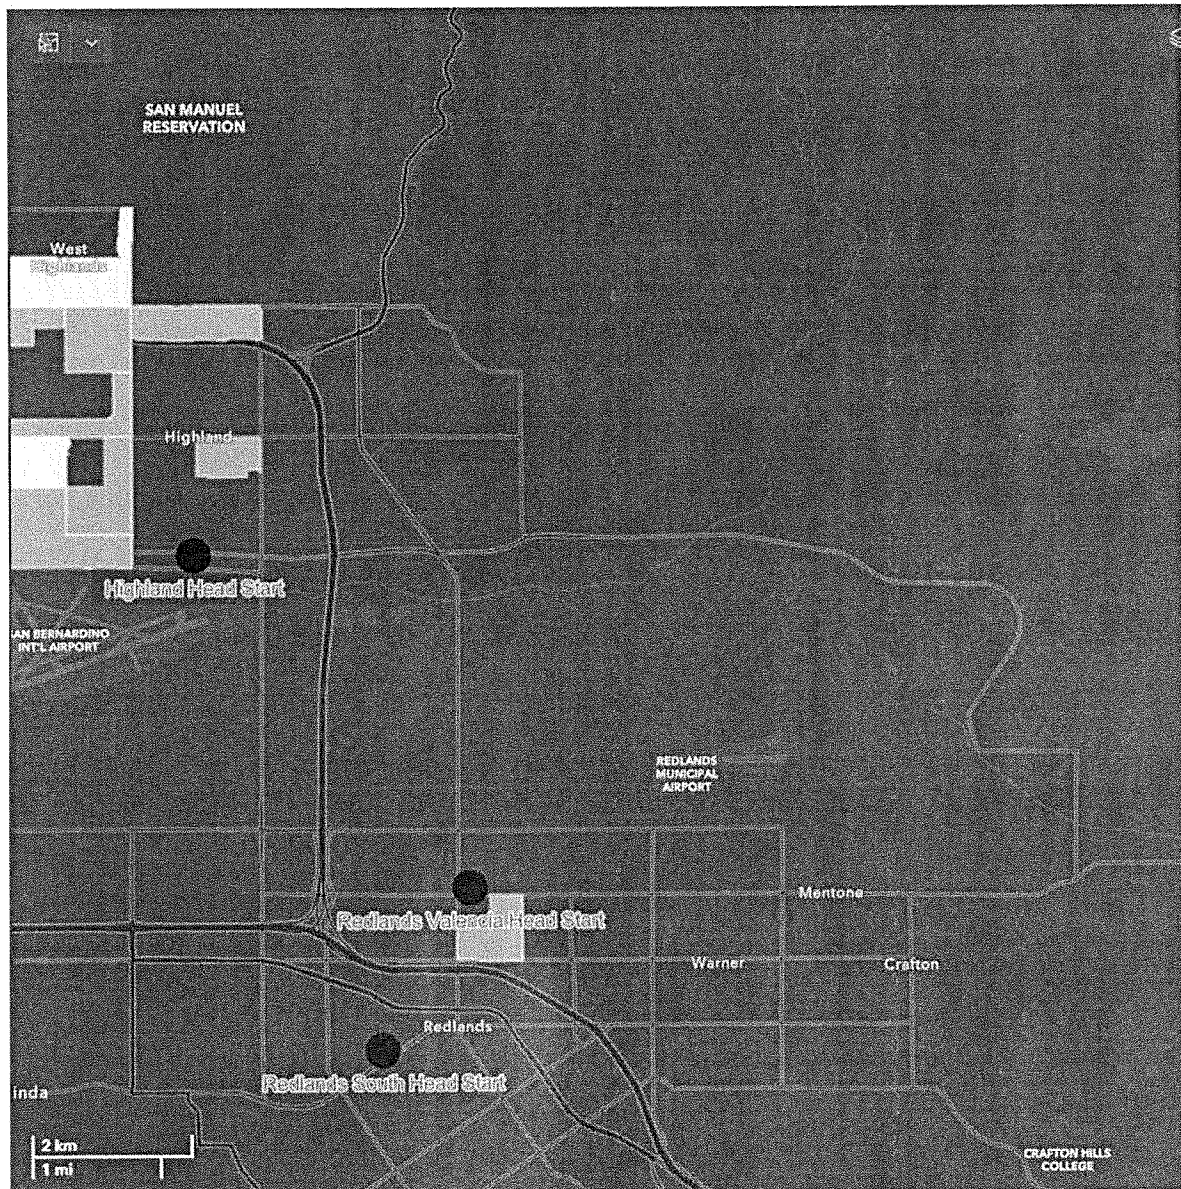 SAN MANUEL
RESERVATION
West
Highlands
Highland
Highland Head Start
AN BERNARDINO
INT'L AIRPORT
REDLANDS
MUNICIPAL
AIRPORT
Mentone
Redlands Valencia Head Start
Warner
Crafton
Redlands
Redlands South Head Start
inda
2 km
1 mi
CRAFTON HILLS
COLLEGE